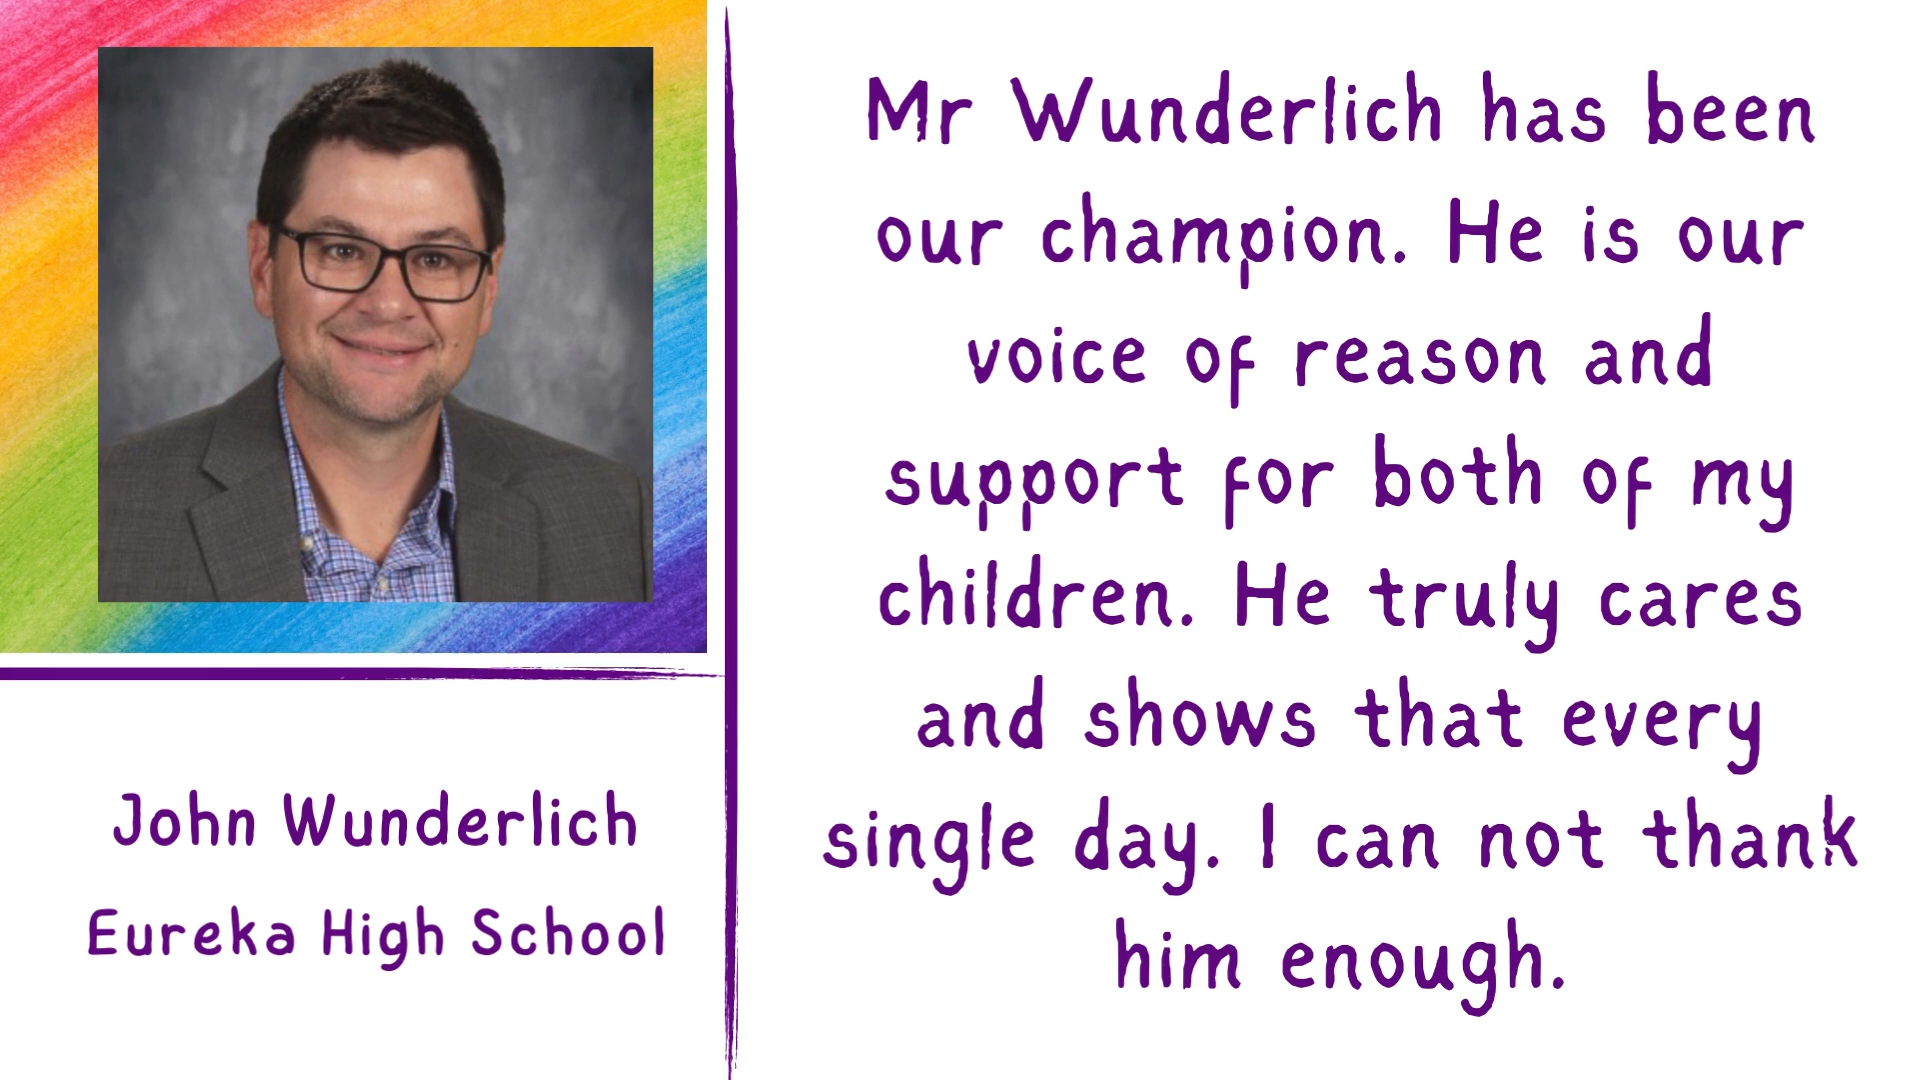 John Wunderlich
Eureka High School
Mr Wunderlich has been
our champion. He is our
voice of reason and
support for both of my
children. He truly cares
and shows that every
single day. I can not thank
him enough.